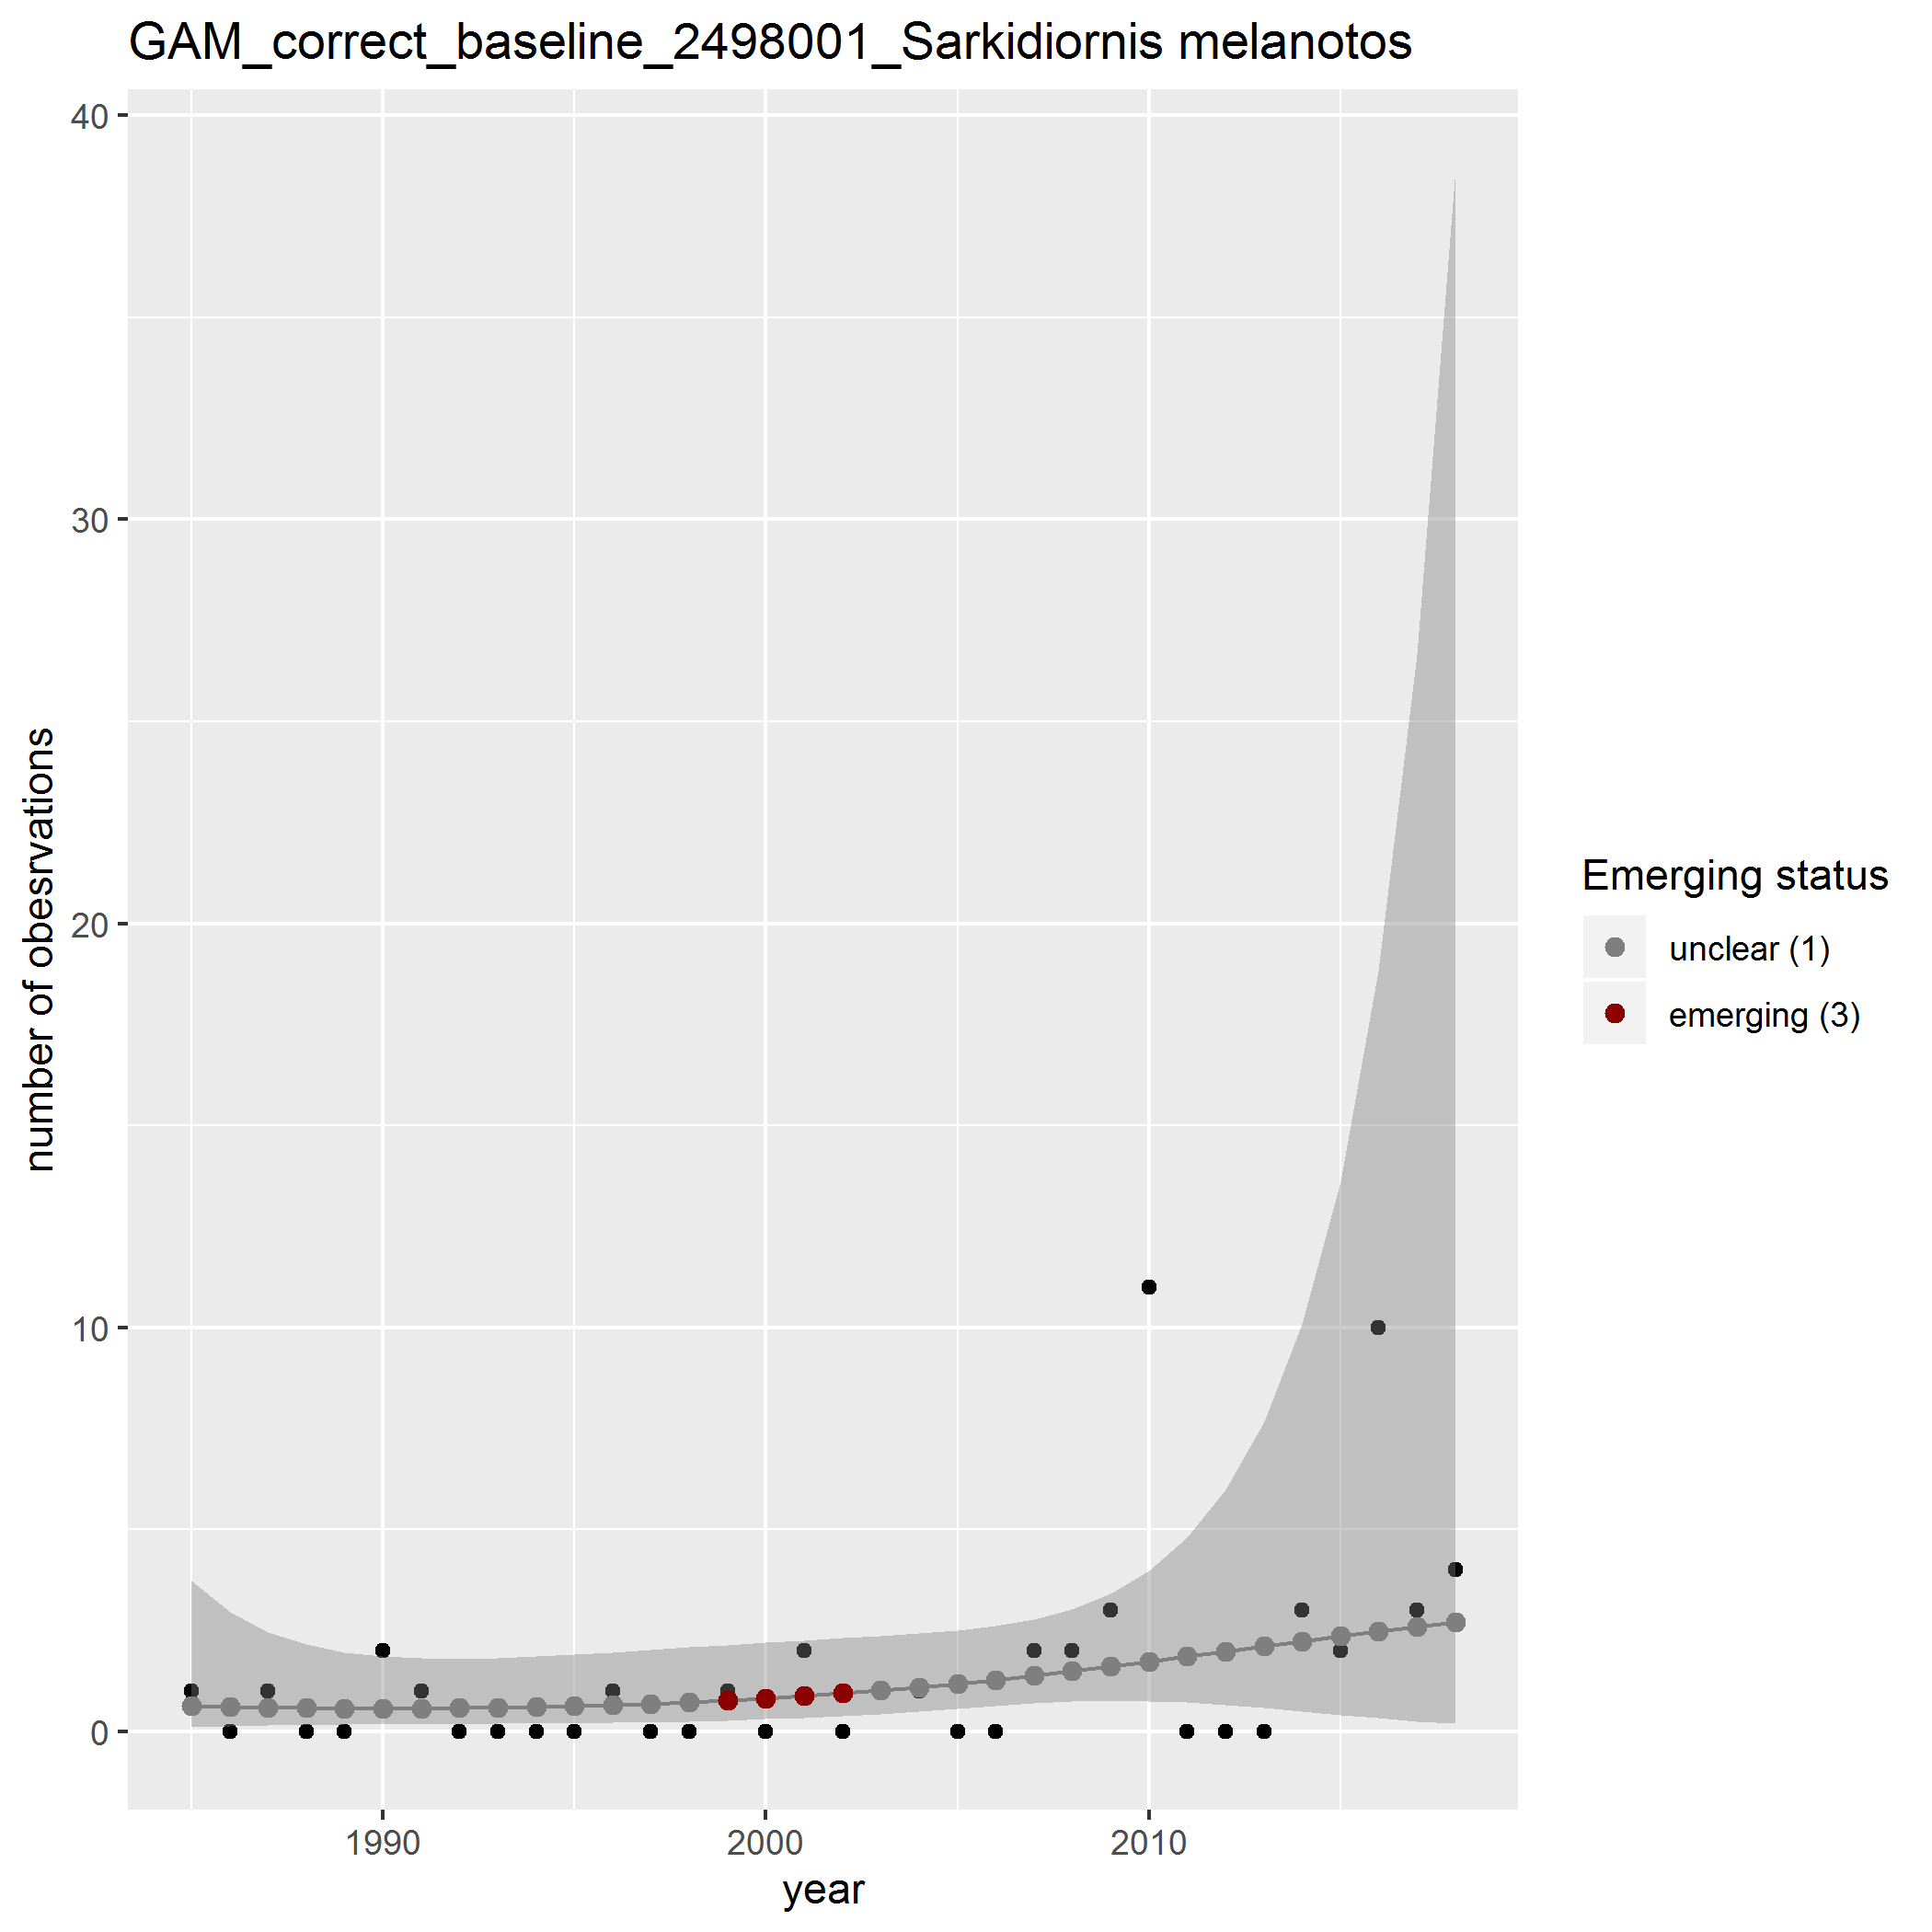 GAM_correct_baseline_2498001_Sarkidiornis melanotos
40
30
20
10
0
number of obesrvations
1990
2000
2010
year
Emerging status
unclear (1)
emerging (3)